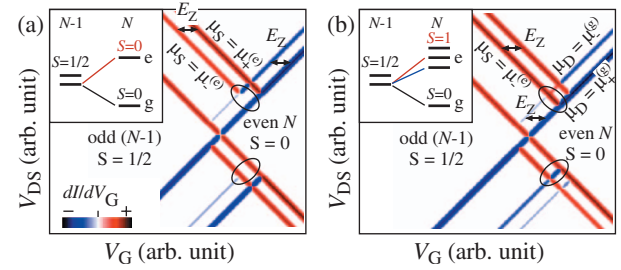 (a)
N-1
N
S=0
S=1/2
e
S=0
g
E_Z
μ_S = μ_-^(e)
μ_S = μ_+^(e)
E_Z
odd (N-1)
S = 1/2
even N
S = 0
dI/dV_G
− +
V_DS (arb. unit)
V_G (arb. unit)
(b)
N-1
N
S=1
S=1/2
e
S=0
g
E_Z
μ_S = μ_-^(e)
μ_D = μ_-^(g)
μ_D = μ_+^(g)
E_Z
odd (N-1)
S = 1/2
even N
S = 0
V_DS (arb. unit)
V_G (arb. unit)